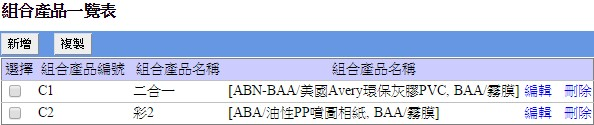 組合產品一覽表
新增 複製
選擇 組合產品編號 組合產品名稱 組合產品名稱
C1 二合一 [ABN-BAA/美國Avery環保灰膠PVC, BAA/霧膜] 編輯 刪除
C2 彩2 [ABA/油性PP噴圖相紙, BAA/霧膜] 編輯 刪除